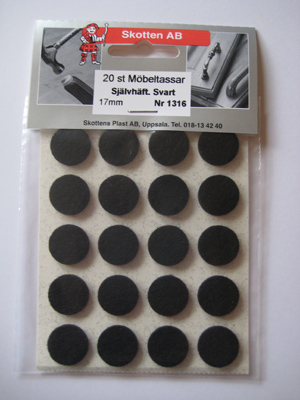 Skotten AB
20 st Möbeltassar
Självhäft. Svart
17mm Nr 1316
Skottens Plast AB, Uppsala. Tel, 018-13 42 40